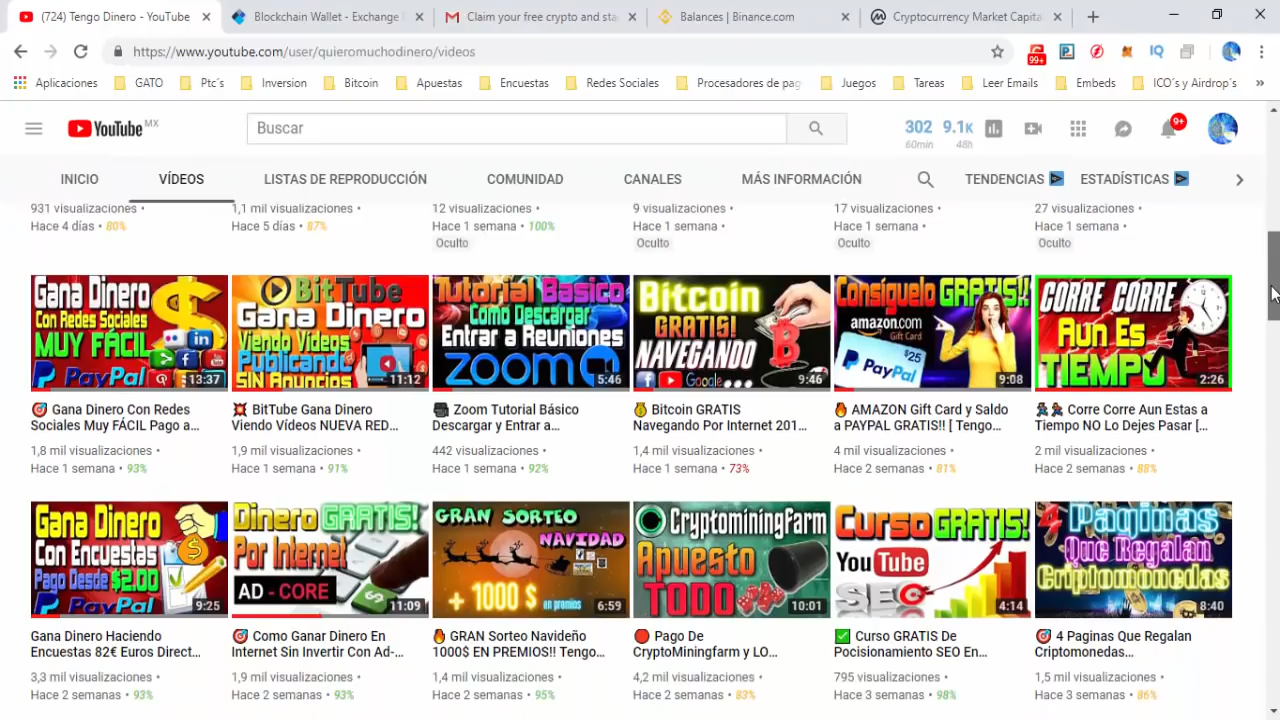 (724) Tengo Dinero - YouTube
Blockchain Wallet - Exchange
Claim your free crypto and sta
Balances | Binance.com
Cryptocurrency Market Capita
https://www.youtube.com/user/quieromuchodinero/videos
99+
IQ
Aplicaciones
GATO
Ptc´s
Inversion
Bitcoin
Apuestas
Encuestas
Redes Sociales
Procesadores de pag
Juegos
Tareas
Leer Emails
Embeds
ICO´s y Airdrop´s
YouTube MX
Buscar
302
60min
9.1K
48h
9+
INICIO
VÍDEOS
LISTAS DE REPRODUCCIÓN
COMUNIDAD
CANALES
MÁS INFORMACIÓN
TENDENCIAS
ESTADÍSTICAS
931 visualizaciones •
Hace 4 días • 80%
1,1 mil visualizaciones •
Hace 5 días • 87%
12 visualizaciones •
Hace 1 semana • 100%
Oculto
9 visualizaciones •
Hace 1 semana •
Oculto
17 visualizaciones •
Hace 1 semana •
Oculto
27 visualizaciones •
Hace 1 semana •
Oculto
Gana Dinero
Con Redes Sociales
MUY FÁCIL
PayPal
in
13:37
Gana Dinero Con Redes
Sociales Muy FÁCIL Pago a...
1,8 mil visualizaciones •
Hace 1 semana • 93%
BitTube
Gana Dinero
Viendo Vídeos
Publicando
SIN Anuncios
11:12
BitTube Gana Dinero
Viendo Vídeos NUEVA RED...
1,9 mil visualizaciones •
Hace 1 semana • 91%
Tutorial Basico
Como Descargar
Entrar a Reuniones
ZOOM
5:46
Zoom Tutorial Básico
Descargar y Entrar a...
442 visualizaciones •
Hace 1 semana • 92%
Bitcoin
GRATIS!
NAVEGANDO
Google...
9:46
Bitcoin GRATIS
Navegando Por Internet 201...
1,4 mil visualizaciones •
Hace 1 semana • 73%
Consíguelo GRATIS!!
amazon.com
Gift Card
$25
PayPal
9:08
AMAZON Gift Card y Saldo
a PAYPAL GRATIS!! [ Tengo...
4 mil visualizaciones •
Hace 2 semanas • 81%
CORRE CORRE
Aun Es
TIEMPO
2:26
Corre Corre Aun Estas a
Tiempo NO Lo Dejes Pasar [...
2 mil visualizaciones •
Hace 2 semanas • 88%
Gana Dinero
Con Encuestas
Pago Desde $2.00
PayPal
9:25
Gana Dinero Haciendo
Encuestas 82€ Euros Direct...
3,3 mil visualizaciones •
Hace 2 semanas • 93%
Dinero GRATIS!
Por Internet
AD - CORE
11:09
Como Ganar Dinero En
Internet Sin Invertir Con Ad-...
1,9 mil visualizaciones •
Hace 2 semanas • 93%
GRAN SORTEO
NAVIDAD
+ 1000 $ en premios
6:59
GRAN Sorteo Navideño
1000$ EN PREMIOS!! Tengo...
1,4 mil visualizaciones •
Hace 2 semanas • 95%
CryptominingFarm
Apuesto
TODO
10:01
Pago De
CryptoMiningfarm y LO...
4,2 mil visualizaciones •
Hace 2 semanas • 83%
Curso GRATIS!
YouTube
SEO
4:14
Curso GRATIS De
Pocisionamiento SEO En...
795 visualizaciones •
Hace 3 semanas • 98%
4 Paginas
Que Regalan
Criptomonedas
8:40
4 Paginas Que Regalan
Criptomonedas...
1,5 mil visualizaciones •
Hace 3 semanas • 86%